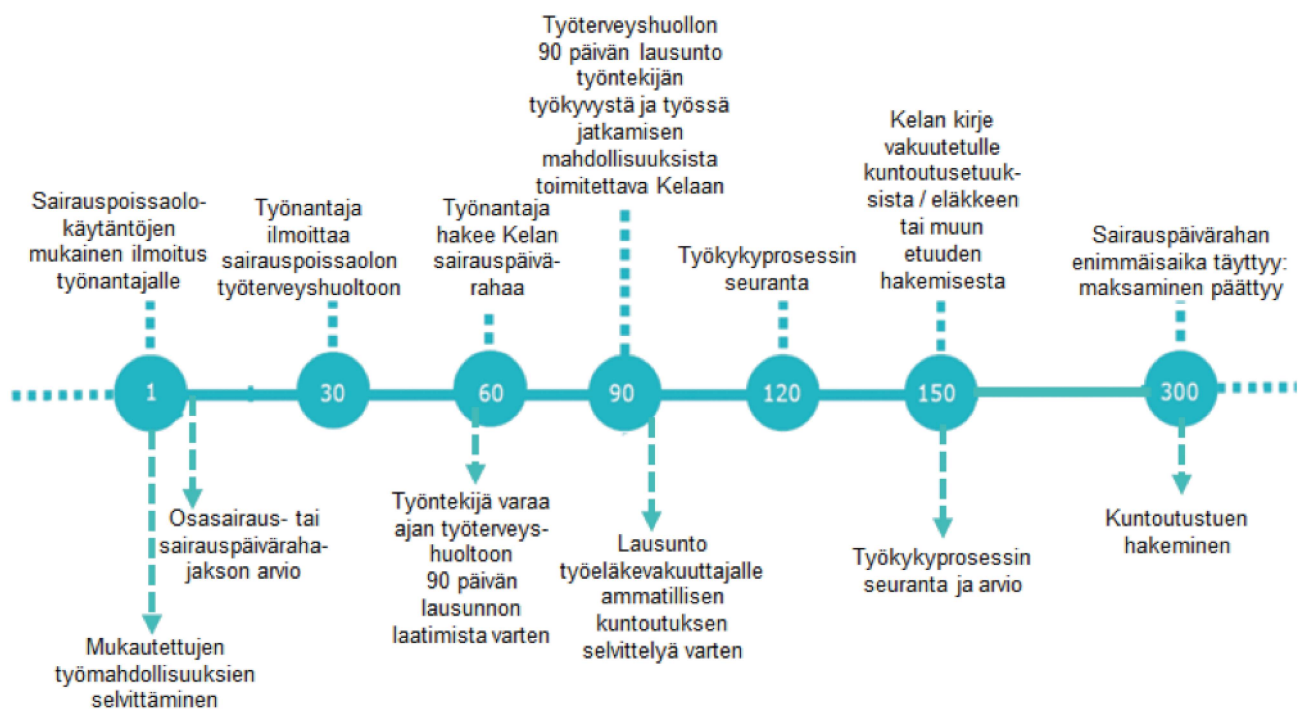 Sairauspoissaolo-
käytäntöjen
mukainen ilmoitus
työnantajalle
Työnantaja
ilmoittaa
sairauspoissaolon
työterveyshuoltoon
Työnantaja
hakee Kelan
sairauspäivä-
rahaa
Työterveyshuollon
90 päivän lausunto
työntekijän
työkyvystä ja työssä
jatkamisen
mahdollisuuksista
toimitettava Kelaan
Työkykyprosessin
seuranta
Kelan kirje
vakuutetulle
kuntoutusetuuk-
sista / eläkkeen
tai muun
etuuden
hakemisesta
Sairauspäivärahan
enimmäisaika täyttyy:
maksaminen päättyy
1
30
60
90
120
150
300
Mukautettujen
työmahdollisuuksien
selvittäminen
Osasairaus- tai
sairauspäiväraha-
jakson arvio
Työntekijä varaa
ajan työterveys-
huoltoon
90 päivän
lausunnon
laatimista varten
Lausunto
työeläkevakuuttajalle
ammatillisen
kuntoutuksen
selvittelyä varten
Työkykyprosessin
seuranta ja arvio
Kuntoutustuen
hakeminen